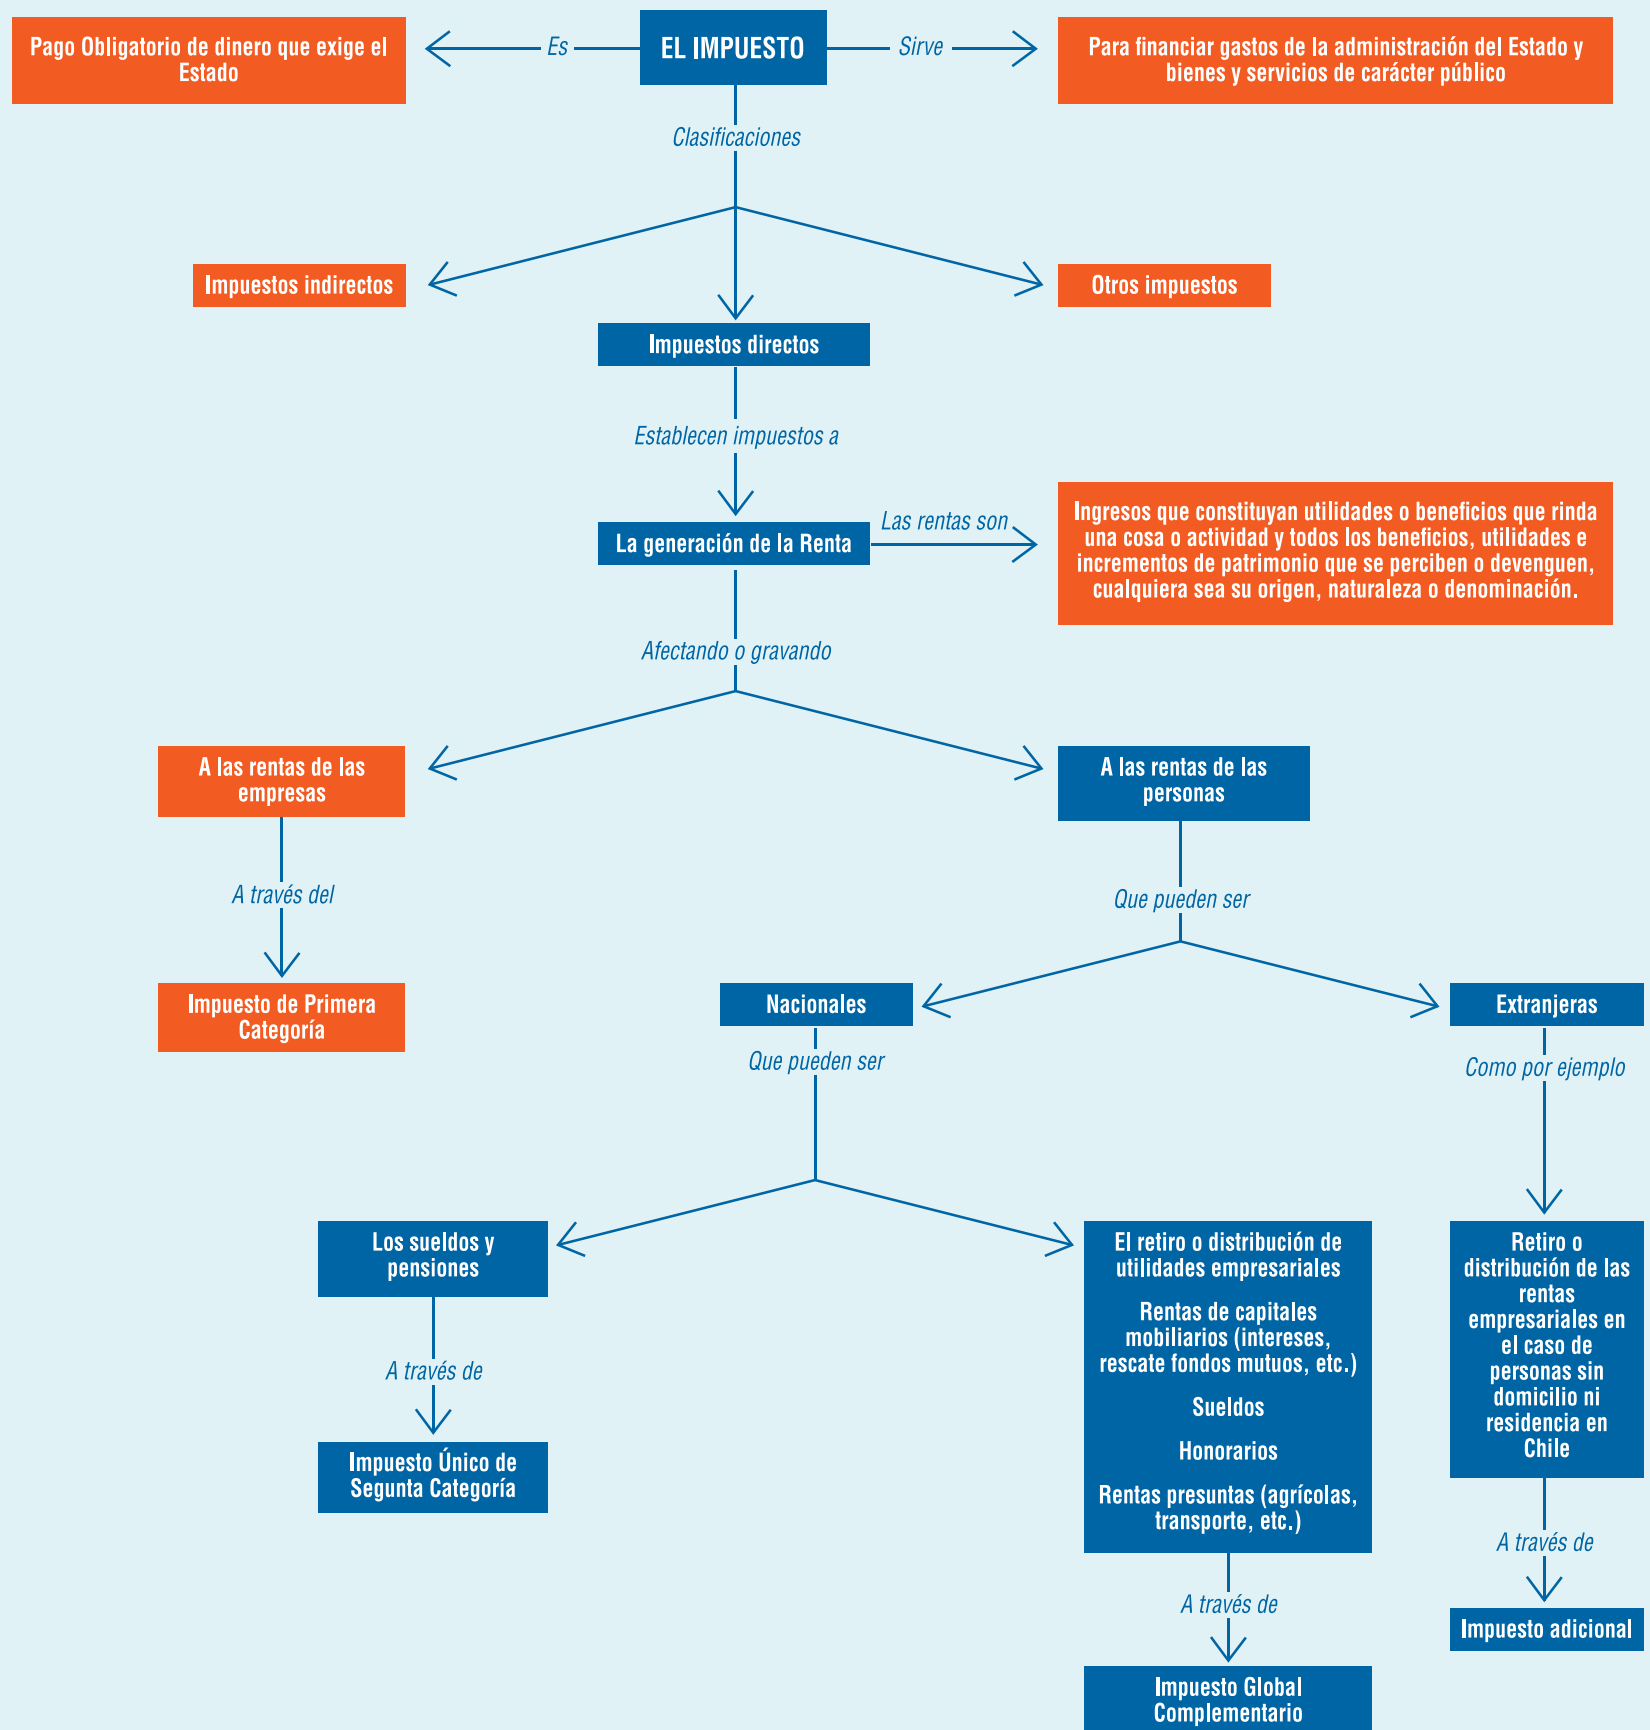 Pago Obligatorio de dinero que exige el
Estado
Es
EL IMPUESTO
Sirve
Para financiar gastos de la administración del Estado y
bienes y servicios de carácter público
Clasificaciones
Impuestos indirectos
Otros impuestos
Impuestos directos
Establecen impuestos a
La generación de la Renta
Las rentas son
Ingresos que constituyan utilidades o beneficios que rinda
una cosa o actividad y todos los beneficios, utilidades e
incrementos de patrimonio que se perciben o devenguen,
cualquiera sea su origen, naturaleza o denominación.
Afectando o gravando
A las rentas de las
empresas
A las rentas de las
personas
A través del
Que pueden ser
Impuesto de Primera
Categoría
Nacionales
Extranjeras
Que pueden ser
Como por ejemplo
Los sueldos y
pensiones
El retiro o distribución de
utilidades empresariales
Rentas de capitales
mobiliarios (intereses,
rescate fondos mutuos, etc.)
Sueldos
Honorarios
Rentas presuntas (agrícolas,
transporte, etc.)
Retiro o
distribución de las
rentas
empresariales en
el caso de
personas sin
domicilio ni
residencia en
Chile
A través de
Impuesto Único de
Segunta Categoría
A través de
Impuesto adicional
A través de
Impuesto Global
Complementario